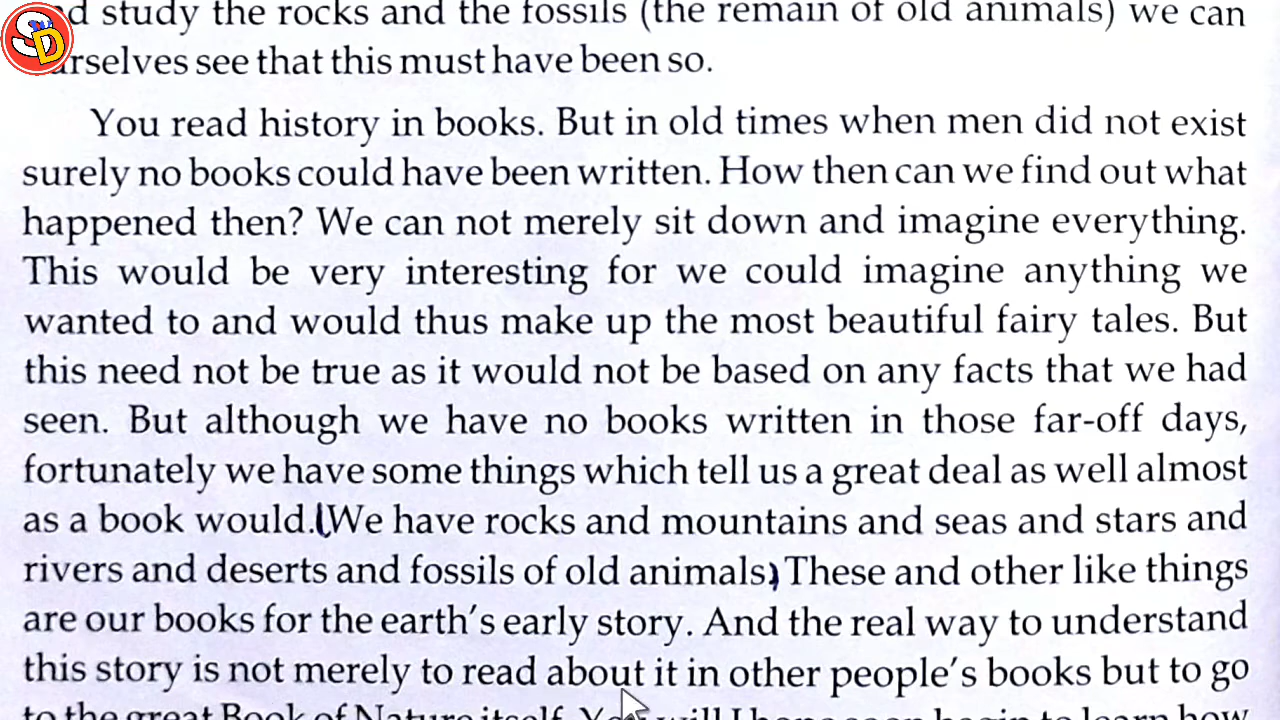 SD
study the rocks and the fossils (the remain of old animals) we can
urselves see that this must have been so.
You read history in books. But in old times when men did not exist
surely no books could have been written. How then can we find out what
happened then? We can not merely sit down and imagine everything.
This would be very interesting for we could imagine anything we
wanted to and would thus make up the most beautiful fairy tales. But
this need not be true as it would not be based on any facts that we had
seen. But although we have no books written in those far-off days,
fortunately we have some things which tell us a great deal as well almost
as a book would.(We have rocks and mountains and seas and stars and
rivers and deserts and fossils of old animals) These and other like things
are our books for the earth's early story. And the real way to understand
this story is not merely to read about it in other people's books but to go
to the great Book of Nature itself. You will I hope soon begin to learn how